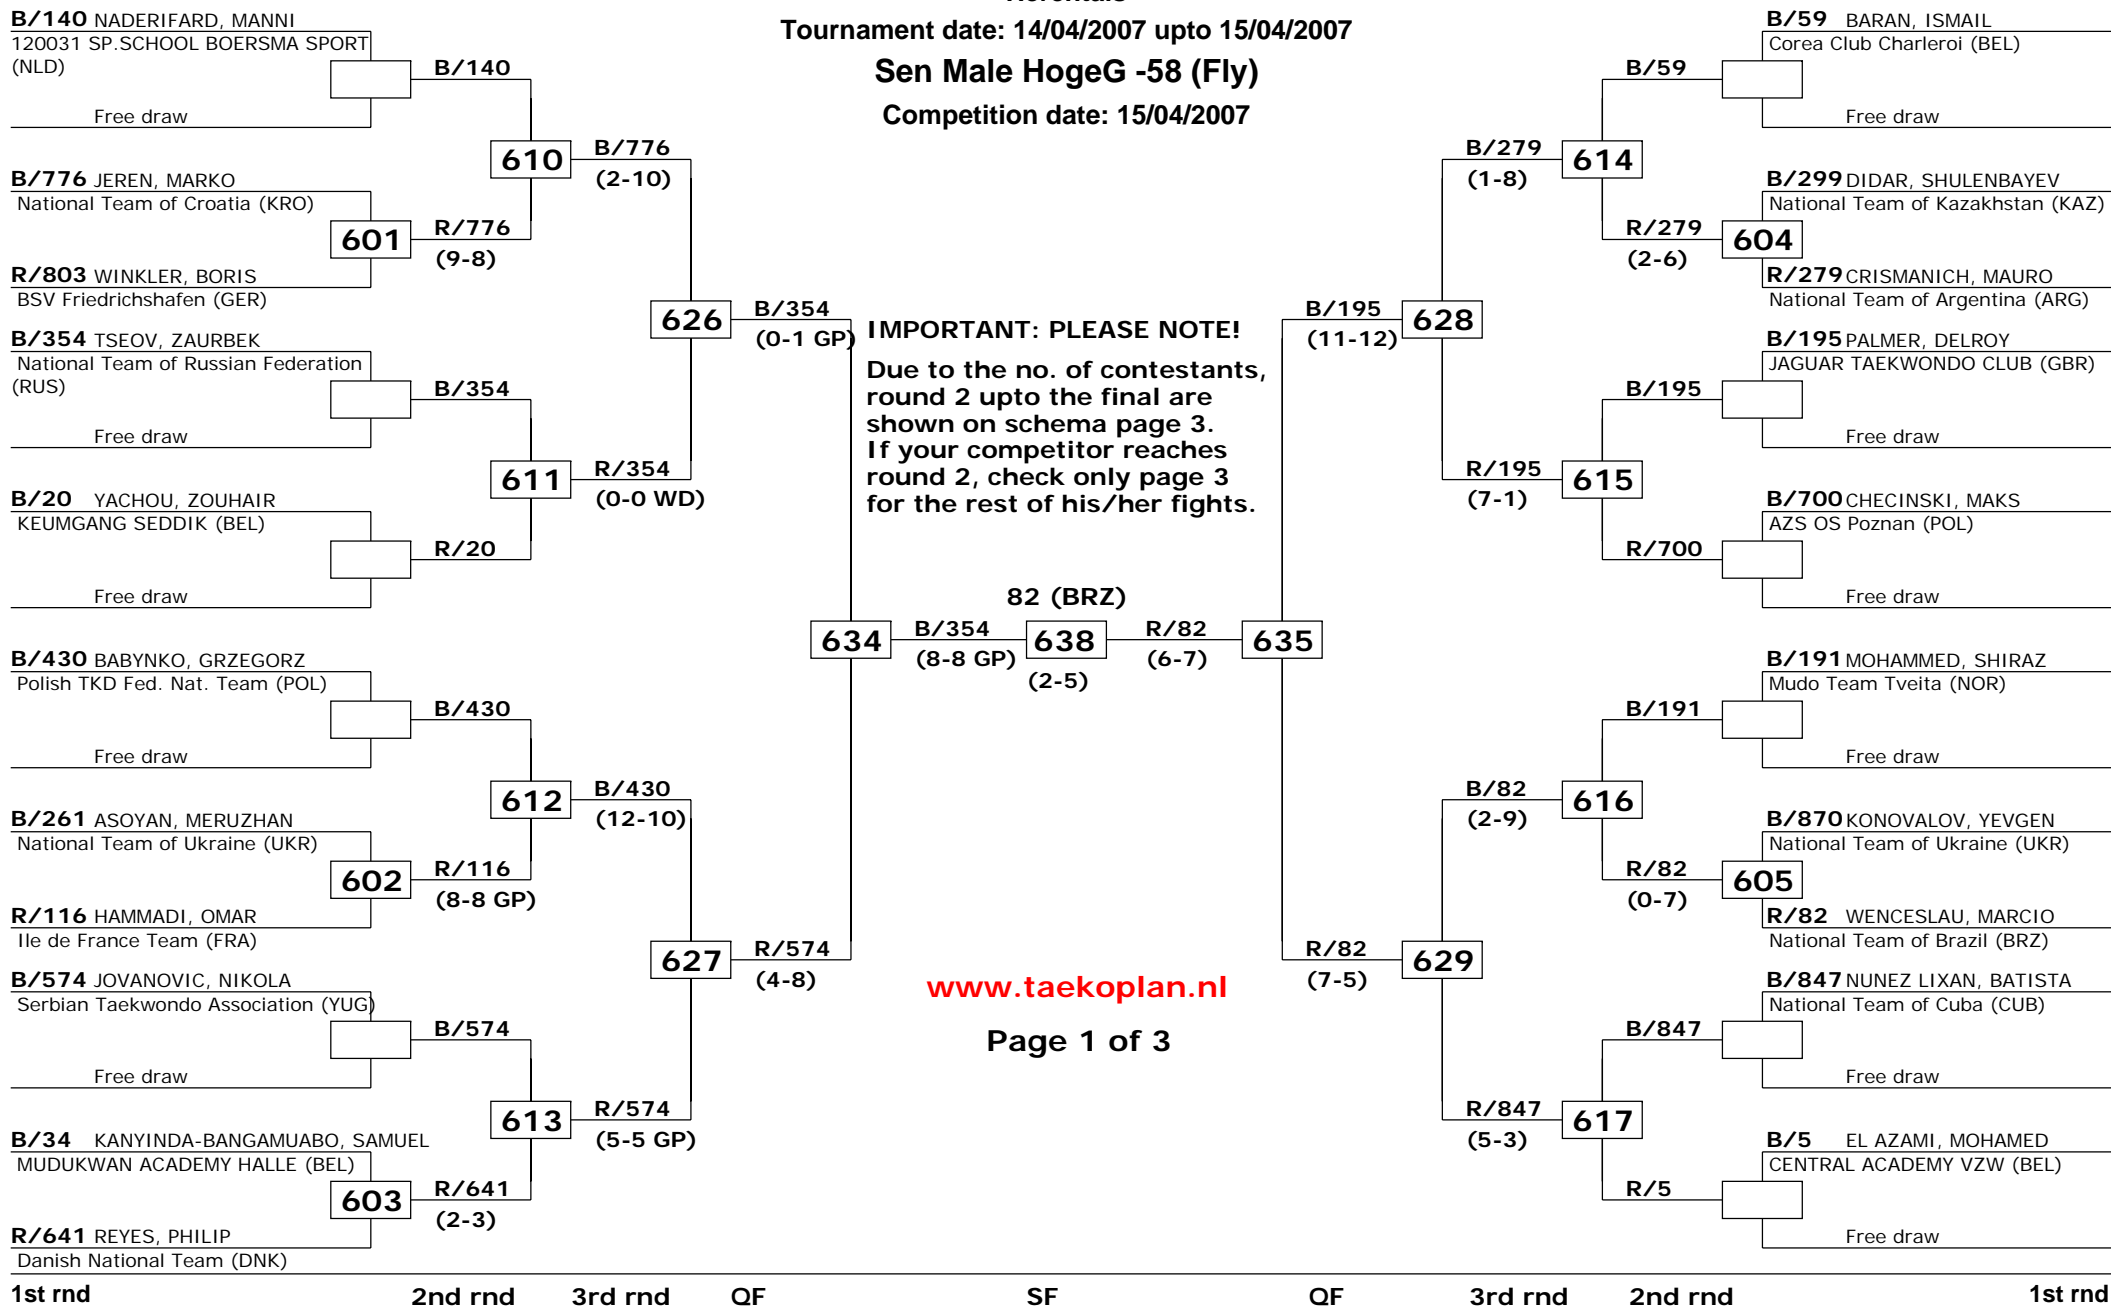 Tournament date: 14/04/2007 upto 15/04/2007
Sen Male HogeG -58 (Fly)
Competition date: 15/04/2007
B/140 NADERIFARD, MANNI
120031 SP.SCHOOL BOERSMA SPORT
(NLD)
Free draw
B/776 JEREN, MARKO
National Team of Croatia (KRO)
R/803 WINKLER, BORIS
BSV Friedrichshafen (GER)
B/354 TSEOV, ZAURBEK
National Team of Russian Federation
(RUS)
Free draw
B/20 YACHOU, ZOUHAIR
KEUMGANG SEDDIK (BEL)
Free draw
B/430 BABYNKO, GRZEGORZ
Polish TKD Fed. Nat. Team (POL)
Free draw
B/261 ASOYAN, MERUZHAN
National Team of Ukraine (UKR)
R/116 HAMMADI, OMAR
Ile de France Team (FRA)
B/574 JOVANOVIC, NIKOLA
Serbian Taekwondo Association (YUG)
Free draw
B/34 KANYINDA-BANGAMUABO, SAMUEL
MUDUKWAN ACADEMY HALLE (BEL)
R/641 REYES, PHILIP
Danish National Team (DNK)
601
602
603
B/140
R/776
(9-8)
B/354
R/20
B/430
R/116
(8-8 GP)
B/574
R/641
(2-3)
610
611
612
613
B/776
(2-10)
R/354
(0-0 WD)
B/430
(12-10)
R/574
(5-5 GP)
626
627
B/354
(0-1 GP)
R/574
(4-8)
634
B/354
(8-8 GP)
IMPORTANT: PLEASE NOTE!
Due to the no. of contestants,
round 2 upto the final are
shown on schema page 3.
If your competitor reaches
round 2, check only page 3
for the rest of his/her fights.
82 (BRZ)
638
(2-5)
www.taekoplan.nl
Page 1 of 3
R/82
(6-7)
635
B/195
(11-12)
R/82
(7-5)
628
629
B/279
(1-8)
R/195
(7-1)
B/82
(2-9)
R/847
(5-3)
614
615
616
617
B/59
R/279
(2-6)
B/195
R/700
B/191
R/82
(0-7)
B/847
R/5
604
605
B/59 BARAN, ISMAIL
Corea Club Charleroi (BEL)
Free draw
B/299 DIDAR, SHULENBAYEV
National Team of Kazakhstan (KAZ)
R/279 CRISMANICH, MAURO
National Team of Argentina (ARG)
B/195 PALMER, DELROY
JAGUAR TAEKWONDO CLUB (GBR)
Free draw
B/700 CHECINSKI, MAKS
AZS OS Poznan (POL)
Free draw
B/191 MOHAMMED, SHIRAZ
Mudo Team Tveita (NOR)
Free draw
B/870 KONOVALOV, YEVGEN
National Team of Ukraine (UKR)
R/82 WENCESLAU, MARCIO
National Team of Brazil (BRZ)
B/847 NUNEZ LIXAN, BATISTA
National Team of Cuba (CUB)
Free draw
B/5 EL AZAMI, MOHAMED
CENTRAL ACADEMY VZW (BEL)
Free draw
1st rnd 2nd rnd 3rd rnd QF SF QF 3rd rnd 2nd rnd 1st rnd